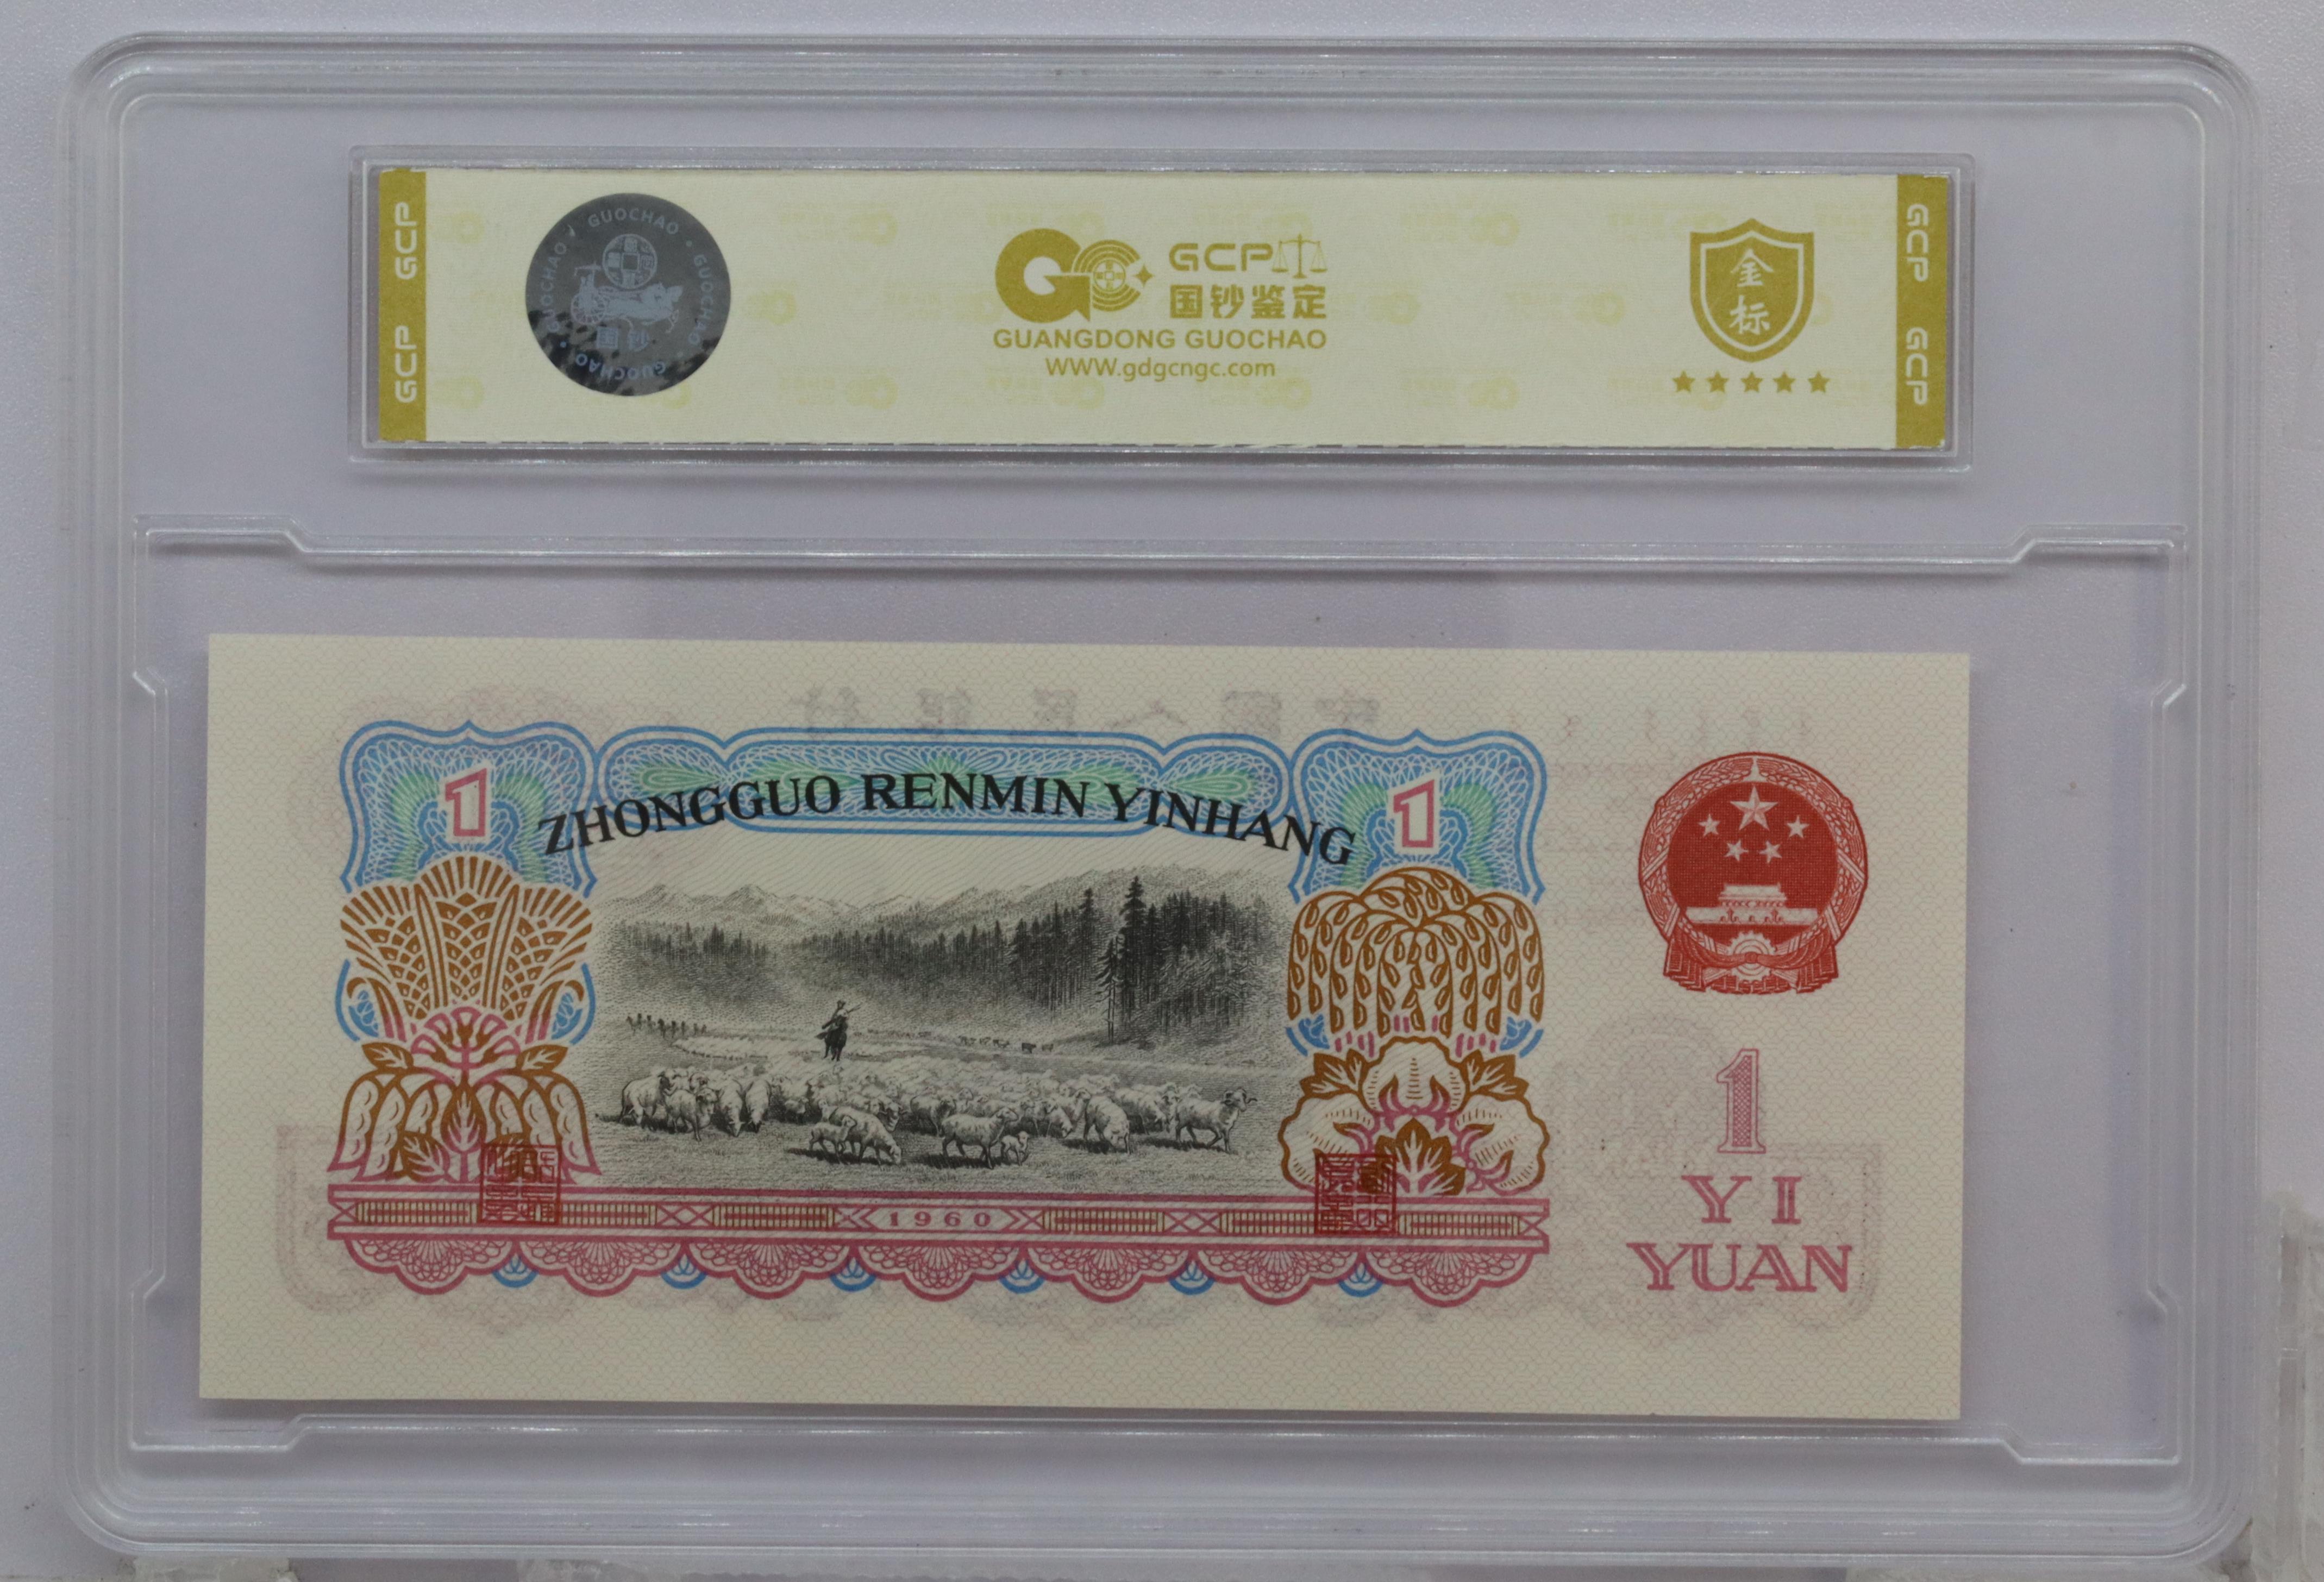 GCP
GCP
GUOCHAO · GUOCHAO · GUOCHAO · GUOCHAO
国钞
GCP
国钞鉴定
GUANGDONG GUOCHAO
WWW.gdgcngc.com
金
标
GCP
GCP
ZHONGGUO RENMIN YINHANG
1
1
1960
1
YI
YUAN